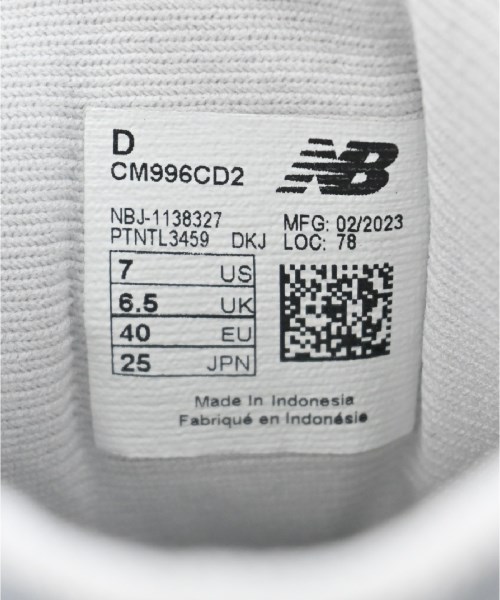 D
CM996CD2
NB
NBJ-1138327
PTNTL3459 DKJ
MFG: 02/2023
LOC: 78
7 US
6.5 UK
40 EU
25 JPN
Made In Indonesia
Fabriqué en Indonésie